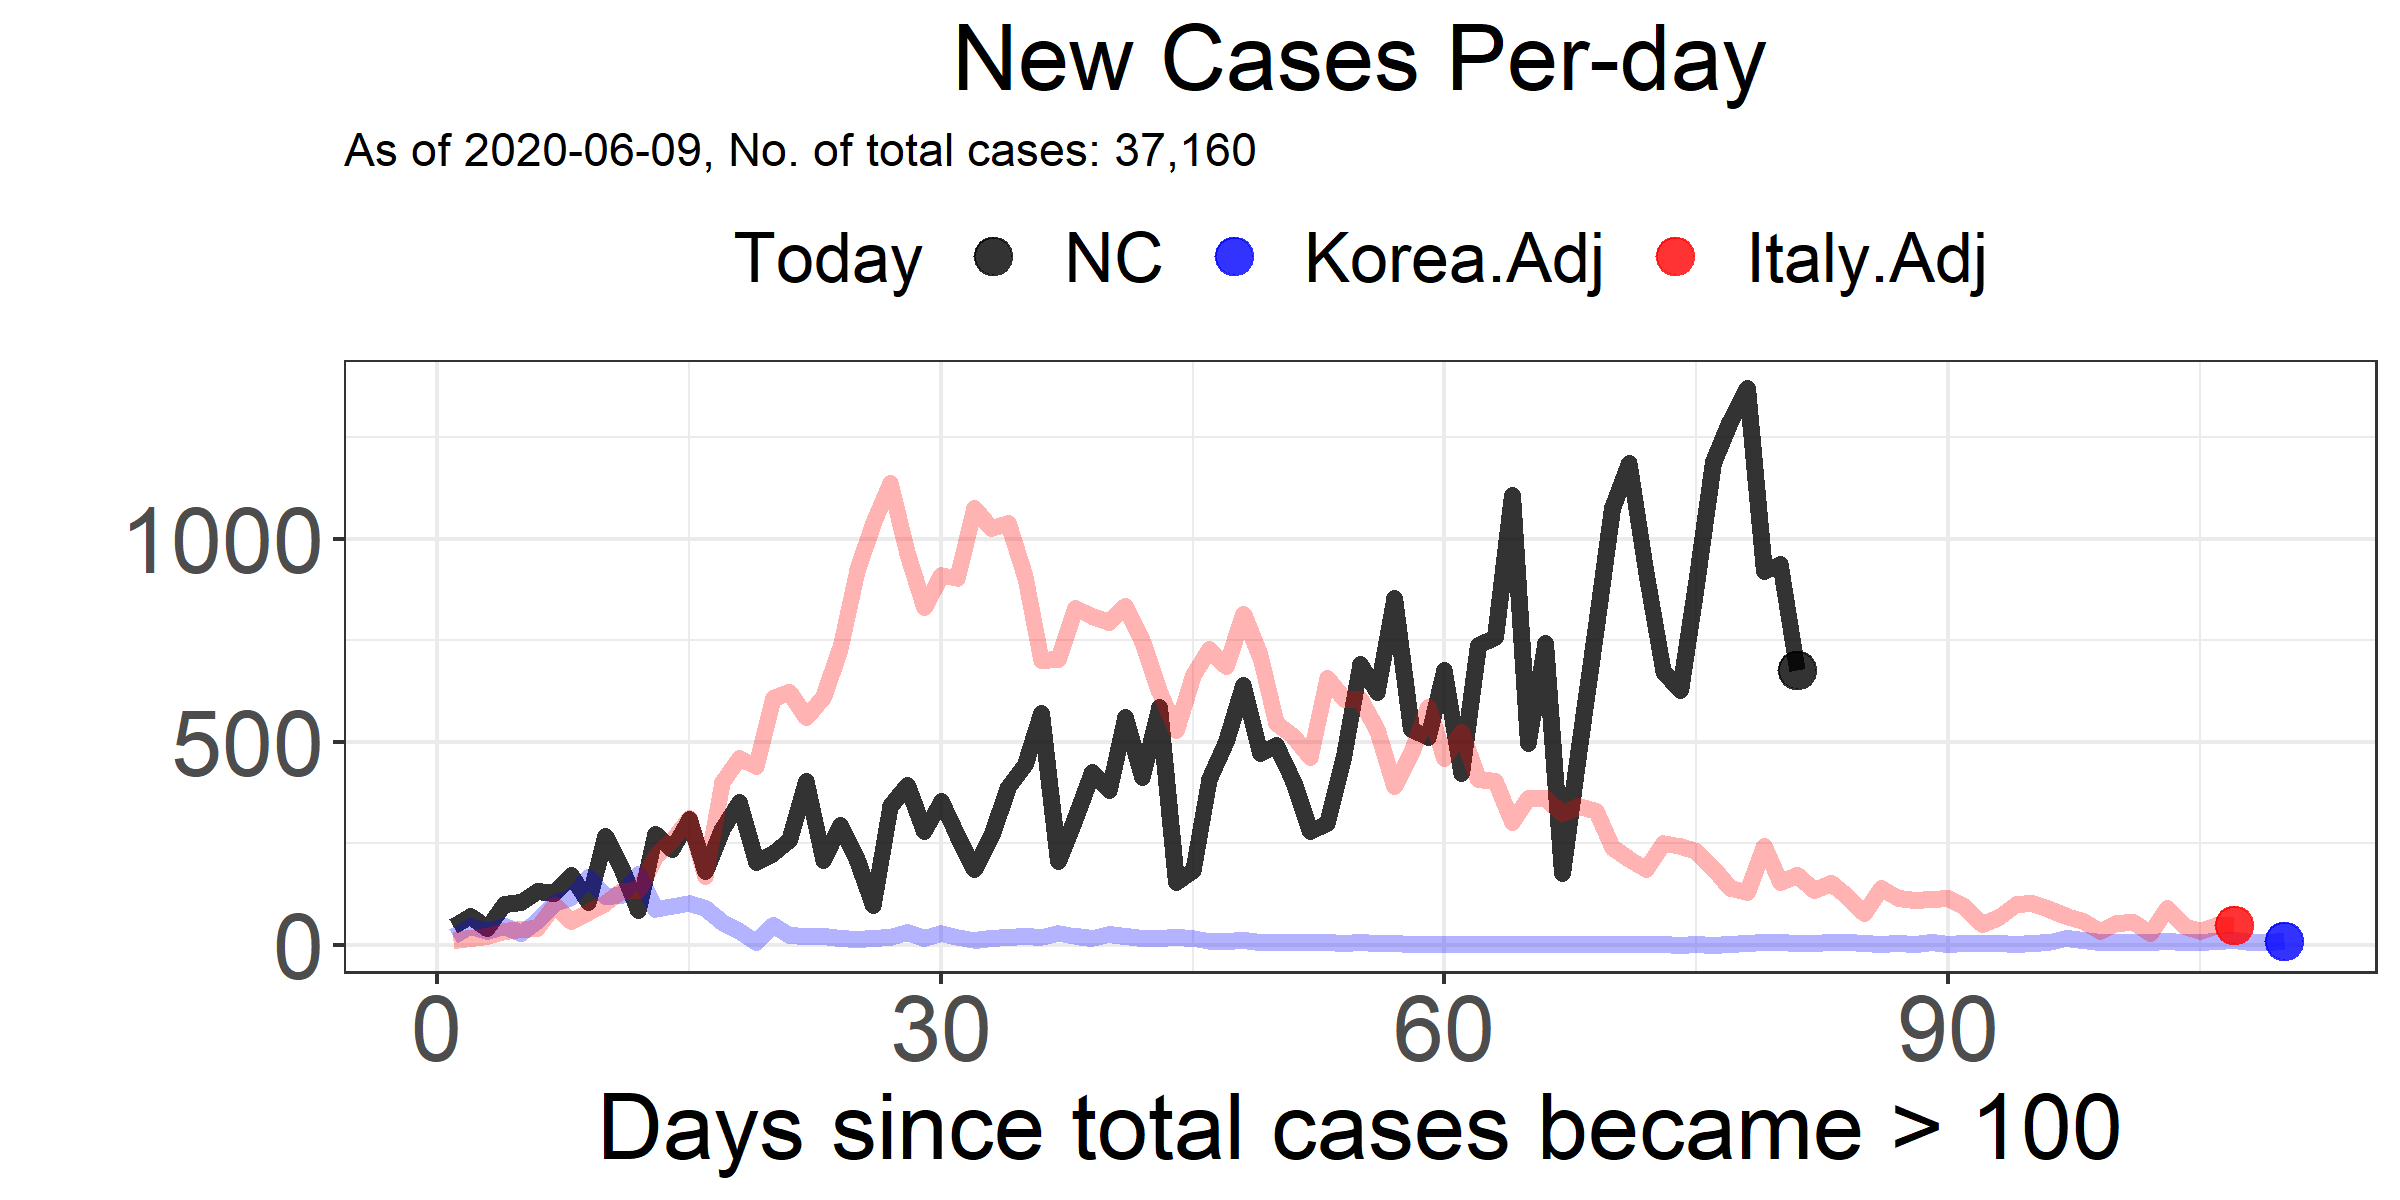 New Cases Per-day
As of 2020-06-09, No. of total cases: 37,160
Today NC Korea.Adj Italy.Adj
1000
500
0
0 30 60 90
Days since total cases became > 100